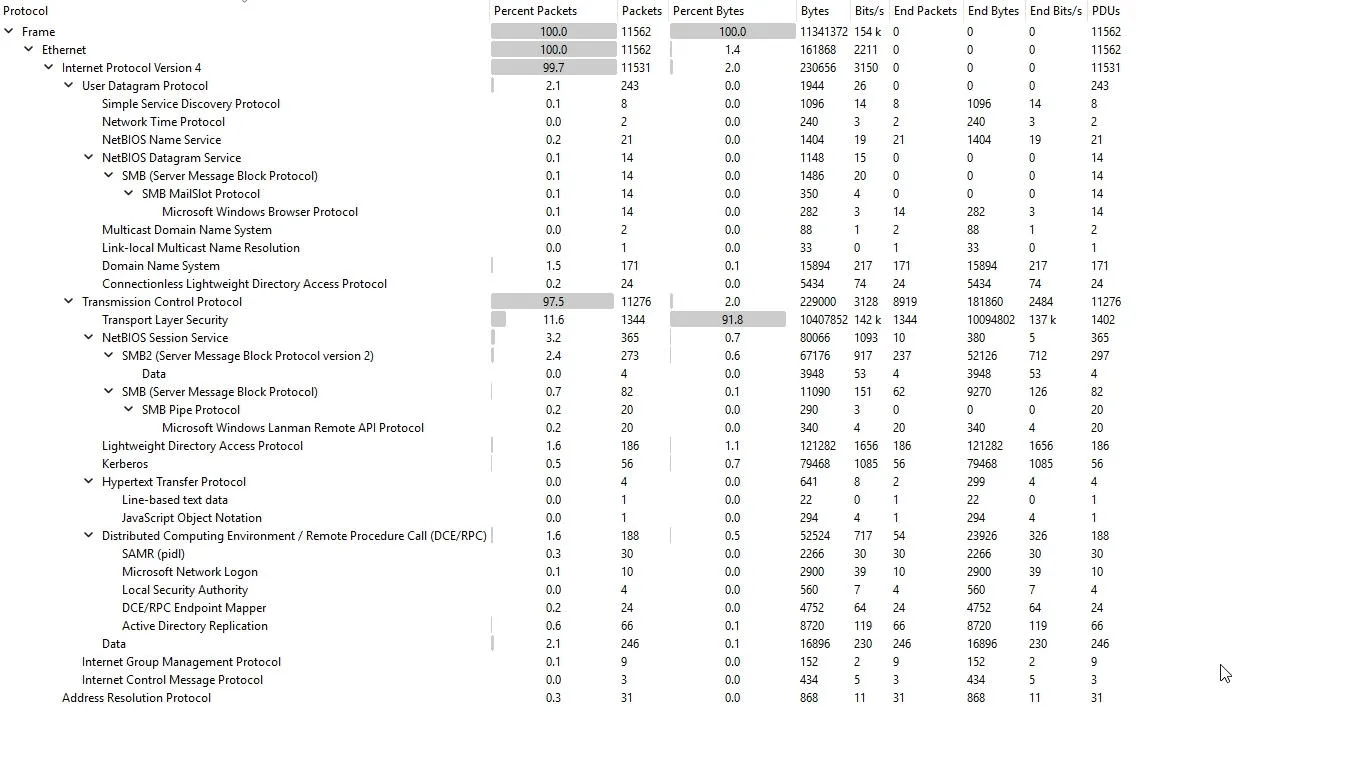 Protocol Percent Packets Packets Percent Bytes Bytes Bits/s End Packets End Bytes End Bits/s PDUs
Frame 100.0 11562 100.0 11341372 154 k 0 0 0 11562
Ethernet 100.0 11562 1.4 161868 2211 0 0 0 11562
Internet Protocol Version 4 99.7 11531 2.0 230656 3150 0 0 0 11531
User Datagram Protocol 2.1 243 0.0 1944 26 0 0 0 243
Simple Service Discovery Protocol 0.1 8 0.0 1096 14 8 1096 14 8
Network Time Protocol 0.0 2 0.0 240 3 2 240 3 2
NetBIOS Name Service 0.2 21 0.0 1404 19 21 1404 19 21
NetBIOS Datagram Service 0.1 14 0.0 1148 15 0 0 0 14
SMB (Server Message Block Protocol) 0.1 14 0.0 1486 20 0 0 0 14
SMB MailSlot Protocol 0.1 14 0.0 350 4 0 0 0 14
Microsoft Windows Browser Protocol 0.1 14 0.0 282 3 14 282 3 14
Multicast Domain Name System 0.0 2 0.0 88 1 2 88 1 2
Link-local Multicast Name Resolution 0.0 1 0.0 33 0 1 33 0 1
Domain Name System 1.5 171 0.1 15894 217 171 15894 217 171
Connectionless Lightweight Directory Access Protocol 0.2 24 0.0 5434 74 24 5434 74 24
Transmission Control Protocol 97.5 11276 2.0 229000 3128 8919 181860 2484 11276
Transport Layer Security 11.6 1344 91.8 10407852 142 k 1344 10094802 137 k 1402
NetBIOS Session Service 3.2 365 0.7 80066 1093 10 380 5 365
SMB2 (Server Message Block Protocol version 2) 2.4 273 0.6 67176 917 237 52126 712 297
Data 0.0 4 0.0 3948 53 4 3948 53 4
SMB (Server Message Block Protocol) 0.7 82 0.1 11090 151 62 9270 126 82
SMB Pipe Protocol 0.2 20 0.0 290 3 0 0 0 20
Microsoft Windows Lanman Remote API Protocol 0.2 20 0.0 340 4 20 340 4 20
Lightweight Directory Access Protocol 1.6 186 1.1 121282 1656 186 121282 1656 186
Kerberos 0.5 56 0.7 79468 1085 56 79468 1085 56
Hypertext Transfer Protocol 0.0 4 0.0 641 8 2 299 4 4
Line-based text data 0.0 1 0.0 22 0 1 22 0 1
JavaScript Object Notation 0.0 1 0.0 294 4 1 294 4 1
Distributed Computing Environment / Remote Procedure Call (DCE/RPC) 1.6 188 0.5 52524 717 54 23926 326 188
SAMR (pidl) 0.3 30 0.0 2266 30 30 2266 30 30
Microsoft Network Logon 0.1 10 0.0 2900 39 10 2900 39 10
Local Security Authority 0.0 4 0.0 560 7 4 560 7 4
DCE/RPC Endpoint Mapper 0.2 24 0.0 4752 64 24 4752 64 24
Active Directory Replication 0.6 66 0.1 8720 119 66 8720 119 66
Data 2.1 246 0.1 16896 230 246 16896 230 246
Internet Group Management Protocol 0.1 9 0.0 152 2 9 152 2 9
Internet Control Message Protocol 0.0 3 0.0 434 5 3 434 5 3
Address Resolution Protocol 0.3 31 0.0 868 11 31 868 11 31